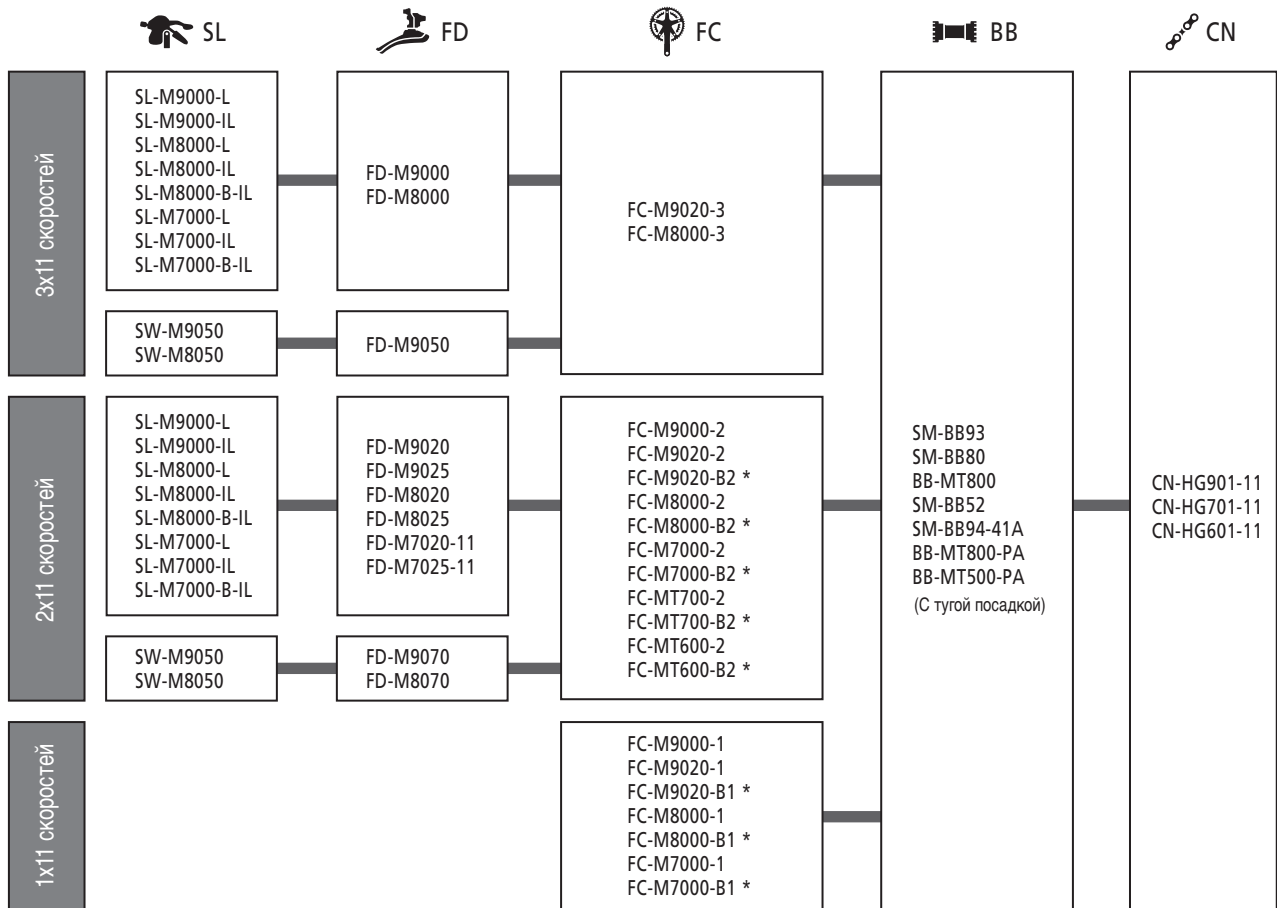 SL
FD
FC
BB
CN
3x11 скоростей
SL-M9000-L
SL-M9000-IL
SL-M8000-L
SL-M8000-IL
SL-M8000-B-IL
SL-M7000-L
SL-M7000-IL
SL-M7000-B-IL
FD-M9000
FD-M8000
FC-M9020-3
FC-M8000-3
SW-M9050
SW-M8050
FD-M9050
2x11 скоростей
SL-M9000-L
SL-M9000-IL
SL-M8000-L
SL-M8000-IL
SL-M8000-B-IL
SL-M7000-L
SL-M7000-IL
SL-M7000-B-IL
FD-M9020
FD-M9025
FD-M8020
FD-M8025
FD-M7020-11
FD-M7025-11
SW-M9050
SW-M8050
FD-M9070
FD-M8070
FC-M9000-2
FC-M9020-2
FC-M9020-B2 *
FC-M8000-2
FC-M8000-B2 *
FC-M7000-2
FC-M7000-B2 *
FC-MT700-2
FC-MT700-B2 *
FC-MT600-2
FC-MT600-B2 *
1x11 скоростей
FC-M9000-1
FC-M9020-1
FC-M9020-B1 *
FC-M8000-1
FC-M8000-B1 *
FC-M7000-1
FC-M7000-B1 *
SM-BB93
SM-BB80
BB-MT800
SM-BB52
SM-BB94-41A
BB-MT800-PA
BB-MT500-PA
(С тугой посадкой)
CN-HG901-11
CN-HG701-11
CN-HG601-11